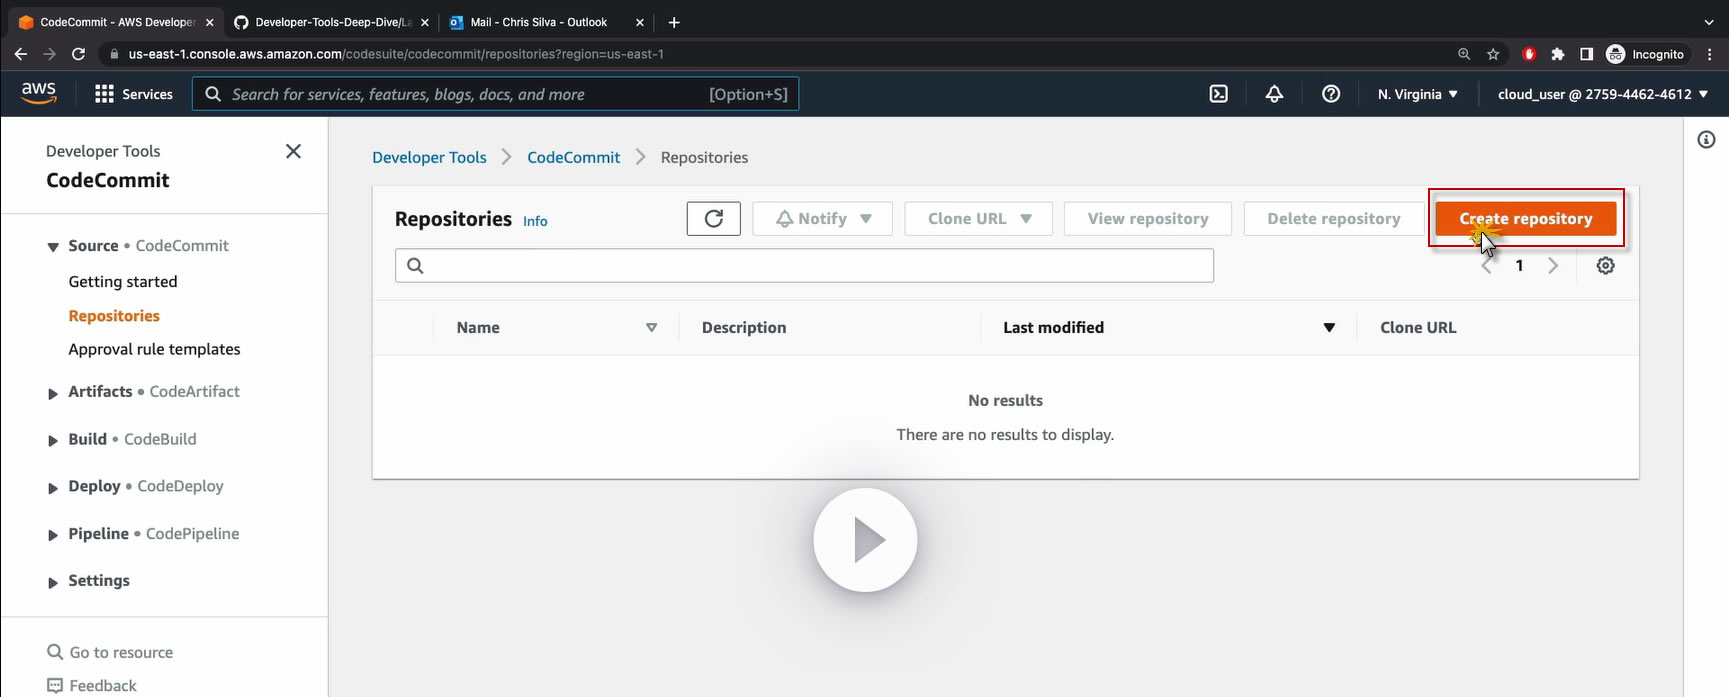 CodeCommit - AWS Developer
Developer-Tools-Deep-Dive/La
Mail - Chris Silva - Outlook
us-east-1.console.aws.amazon.com/codesuite/codecommit/repositories?region=us-east-1
Incognito
aws
Services
Search for services, features, blogs, docs, and more
[Option+S]
N. Virginia
cloud_user @ 2759-4462-4612
Developer Tools
CodeCommit
Source • CodeCommit
Getting started
Repositories
Approval rule templates
Artifacts • CodeArtifact
Build • CodeBuild
Deploy • CodeDeploy
Pipeline • CodePipeline
Settings
Go to resource
Feedback
Developer Tools > CodeCommit > Repositories
Repositories Info
Notify
Clone URL
View repository
Delete repository
Create repository
1
Name
Description
Last modified
Clone URL
No results
There are no results to display.